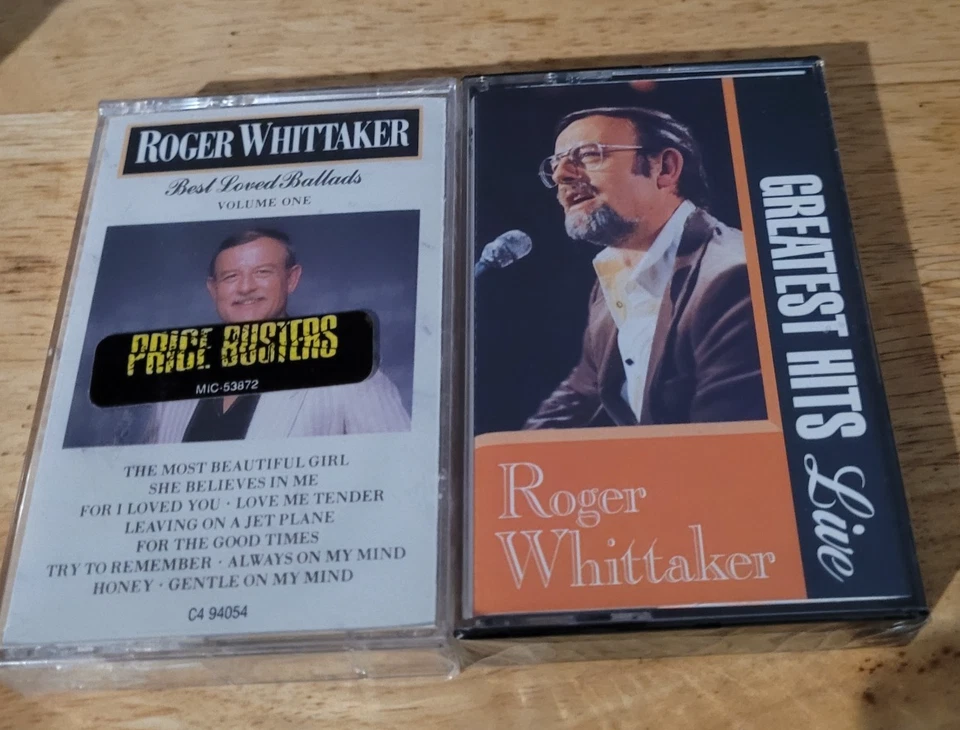 ROGER WHITTAKER
Best Loved Ballads
VOLUME ONE
PRICE BUSTERS
MIC-53872
THE MOST BEAUTIFUL GIRL
SHE BELIEVES IN ME
FOR I LOVED YOU · LOVE ME TENDER
LEAVING ON A JET PLANE
FOR THE GOOD TIMES
TRY TO REMEMBER · ALWAYS ON MY MIND
HONEY · GENTLE ON MY MIND
C4 94054
GREATEST HITS Live
Roger
Whittaker